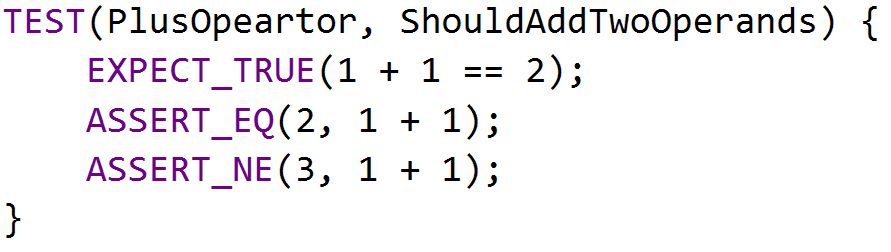 TEST(PlusOpeartor, ShouldAddTwoOperands) {
    EXPECT_TRUE(1 + 1 == 2);
    ASSERT_EQ(2, 1 + 1);
    ASSERT_NE(3, 1 + 1);
}